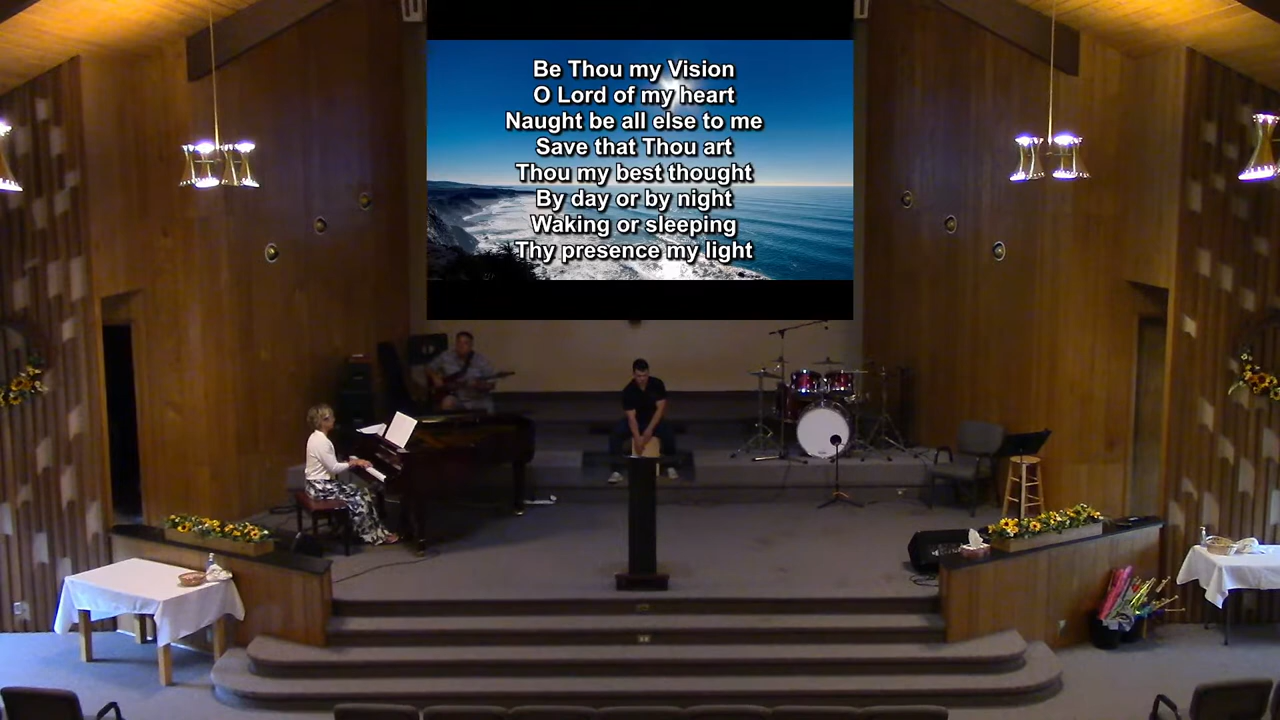 Be Thou my Vision
O Lord of my heart
Naught be all else to me
Save that Thou art
Thou my best thought
By day or by night
Waking or sleeping
Thy presence my light